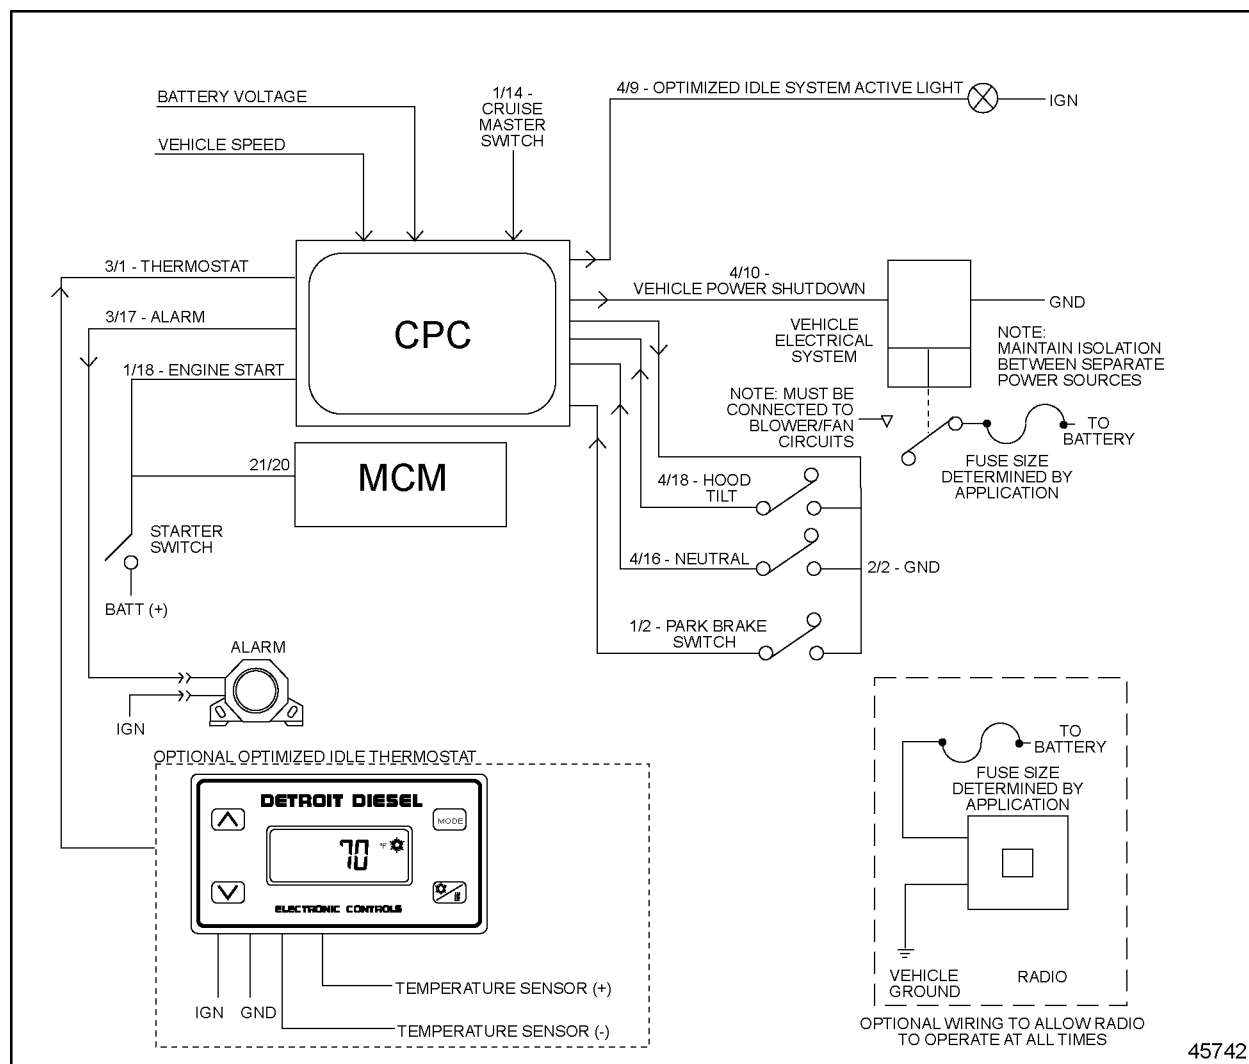 BATTERY VOLTAGE
VEHICLE SPEED
1/14 -
CRUISE
MASTER
SWITCH
4/9 - OPTIMIZED IDLE SYSTEM ACTIVE LIGHT
IGN
3/1 - THERMOSTAT
3/17 - ALARM
1/18 - ENGINE START
CPC
4/10 -
VEHICLE POWER SHUTDOWN
GND
VEHICLE
ELECTRICAL
SYSTEM
NOTE:
MAINTAIN ISOLATION
BETWEEN SEPARATE
POWER SOURCES
NOTE: MUST BE
CONNECTED TO
BLOWER/FAN
CIRCUITS
TO
BATTERY
FUSE SIZE
DETERMINED BY
APPLICATION
21/20
MCM
4/18 - HOOD
TILT
STARTER
SWITCH
4/16 - NEUTRAL
2/2 - GND
BATT (+)
1/2 - PARK BRAKE
SWITCH
ALARM
IGN
OPTIONAL OPTIMIZED IDLE THERMOSTAT
DETROIT DIESEL
MODE
70 °F
ELECTRONIC CONTROLS
IGN GND
TEMPERATURE SENSOR (+)
TEMPERATURE SENSOR (-)
TO
BATTERY
FUSE SIZE
DETERMINED BY
APPLICATION
VEHICLE
GROUND
RADIO
OPTIONAL WIRING TO ALLOW RADIO
TO OPERATE AT ALL TIMES
45742